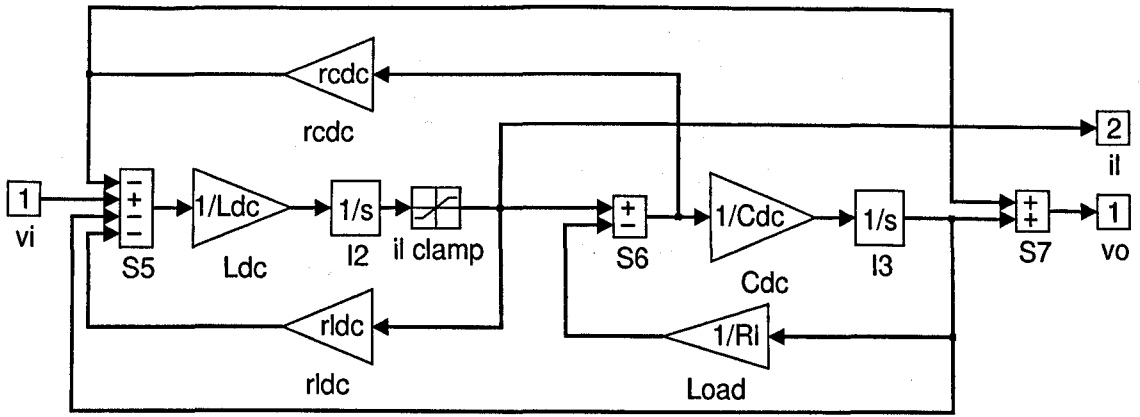 rcdc
rcdc
2
il
1
vi
−
+
−
−
S5
1/Ldc
Ldc
1/s
I2
il clamp
+
−
S6
1/Cdc
Cdc
1/s
I3
+
+
S7
1
vo
rldc
rldc
1/Rl
Load